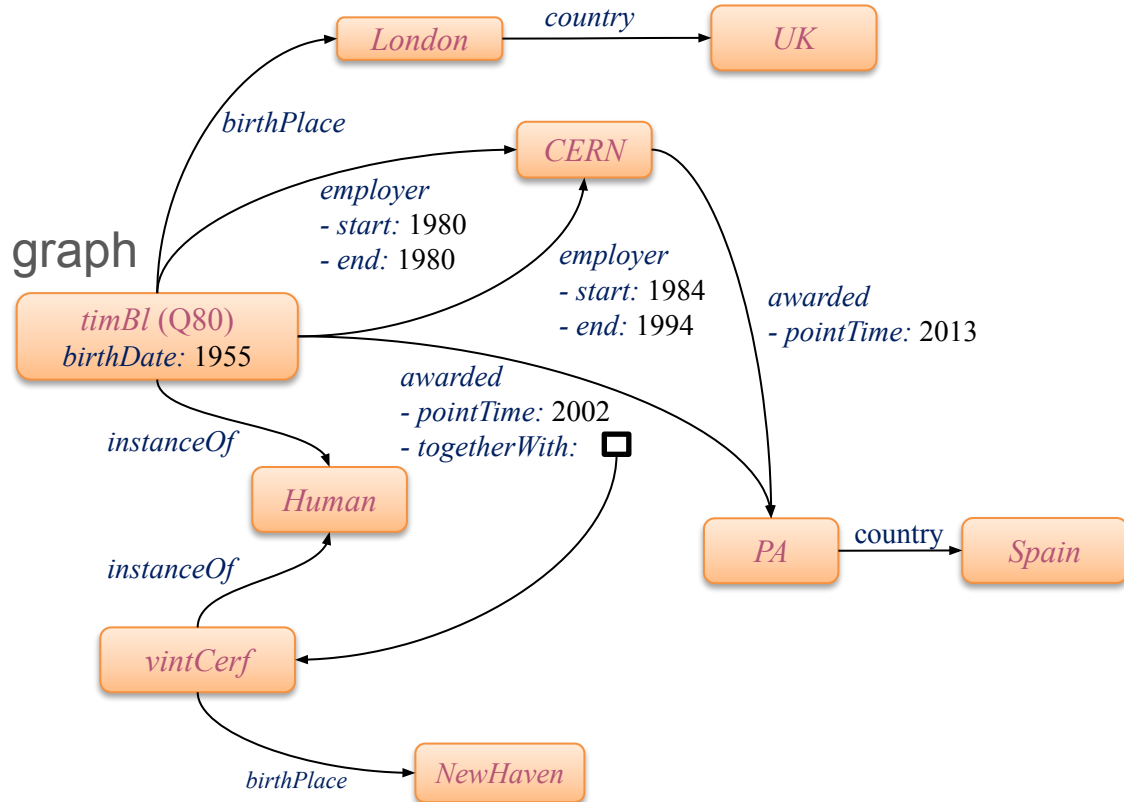 London
country
UK
birthPlace
CERN
employer
- start: 1980
- end: 1980
employer
- start: 1984
- end: 1994
awarded
- pointTime: 2013
graph
timBl (Q80)
birthDate: 1955
awarded
- pointTime: 2002
- togetherWith:
instanceOf
Human
PA
country
Spain
instanceOf
vintCerf
birthPlace
NewHaven